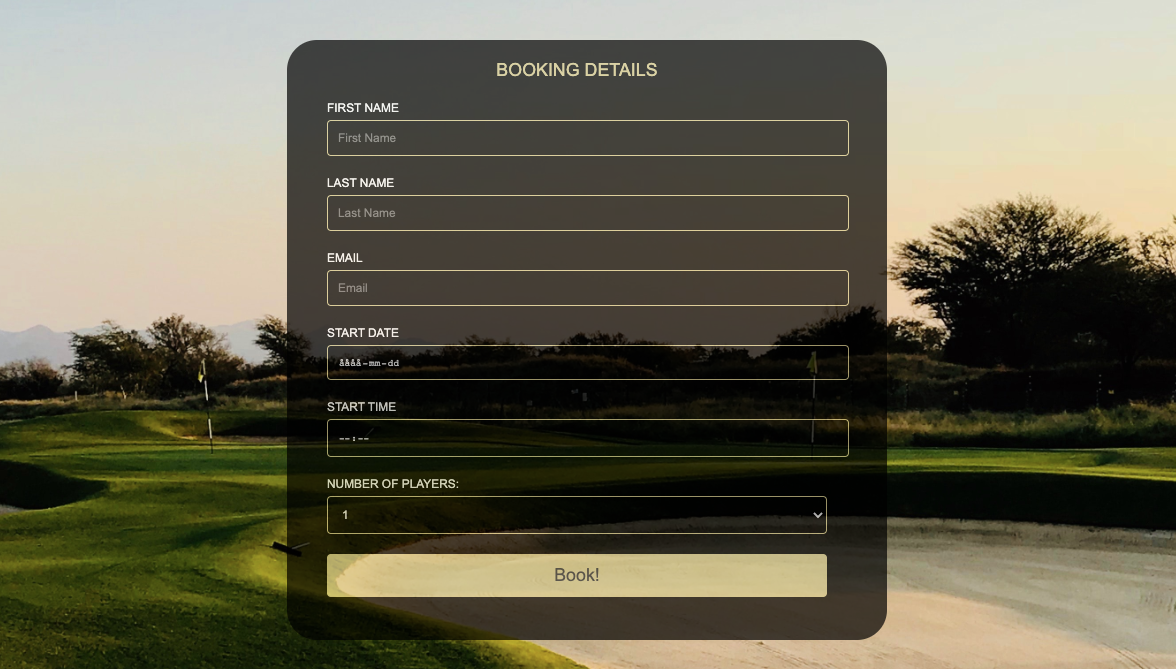 BOOKING DETAILS
FIRST NAME
First Name
LAST NAME
Last Name
EMAIL
Email
START DATE
åååå-mm-dd
START TIME
--:--
NUMBER OF PLAYERS:
1
Book!